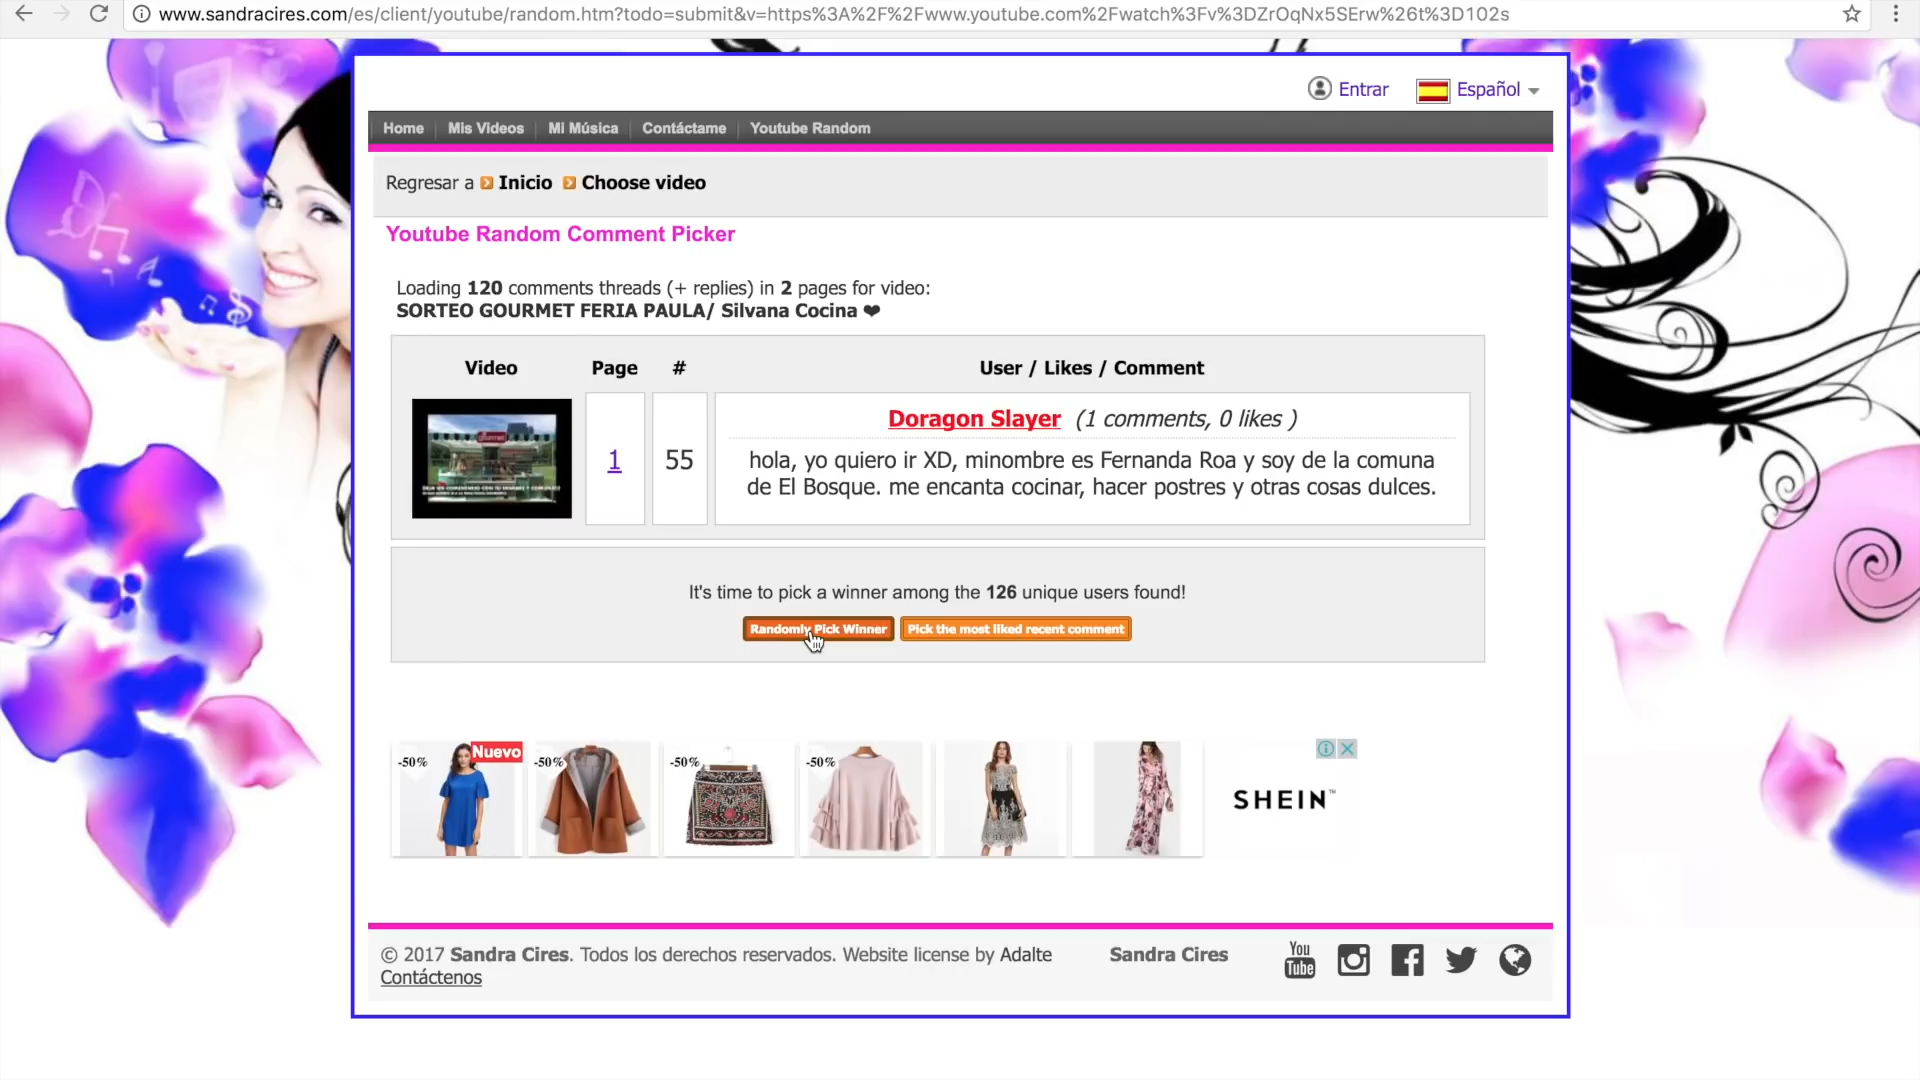 www.sandracires.com/es/client/youtube/random.htm?todo=submit&v=https%3A%2F%2Fwww.youtube.com%2Fwatch%3Fv%3DZrOqNx5SErw%26t%3D102s
Entrar Español
Home Mis Videos Mi Música Contáctame Youtube Random
Regresar a Inicio Choose video
Youtube Random Comment Picker
Loading 120 comments threads (+ replies) in 2 pages for video:
SORTEO GOURMET FERIA PAULA/ Silvana Cocina ❤
Video Page # User / Likes / Comment
Doragon Slayer (1 comments, 0 likes )
1 55 hola, yo quiero ir XD, minombre es Fernanda Roa y soy de la comuna
de El Bosque. me encanta cocinar, hacer postres y otras cosas dulces.
It's time to pick a winner among the 126 unique users found!
Randomly Pick Winner Pick the most liked recent comment
-50% Nuevo -50% -50% -50%
SHEIN™
© 2017 Sandra Cires. Todos los derechos reservados. Website license by Adalte Sandra Cires You Tube
Contáctenos